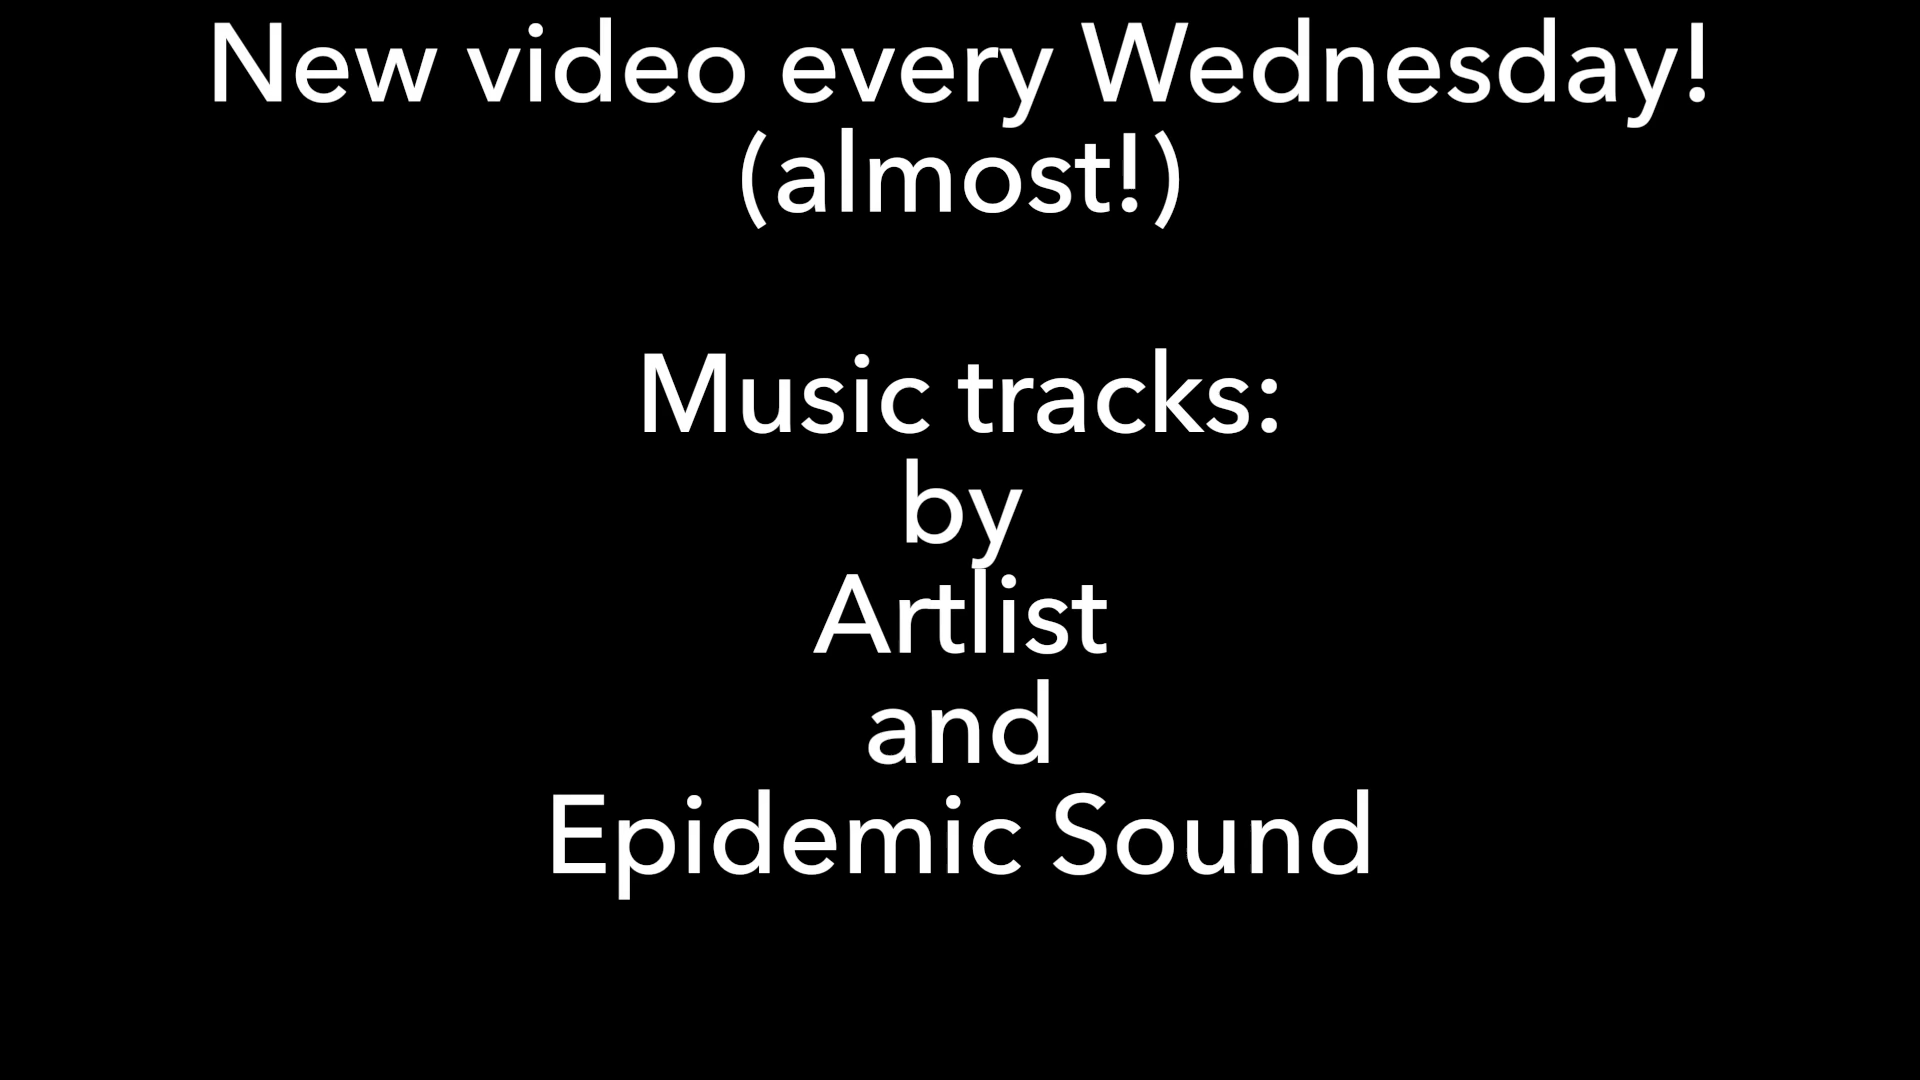 New video every Wednesday!
(almost!)
Music tracks:
by
Artlist
and
Epidemic Sound